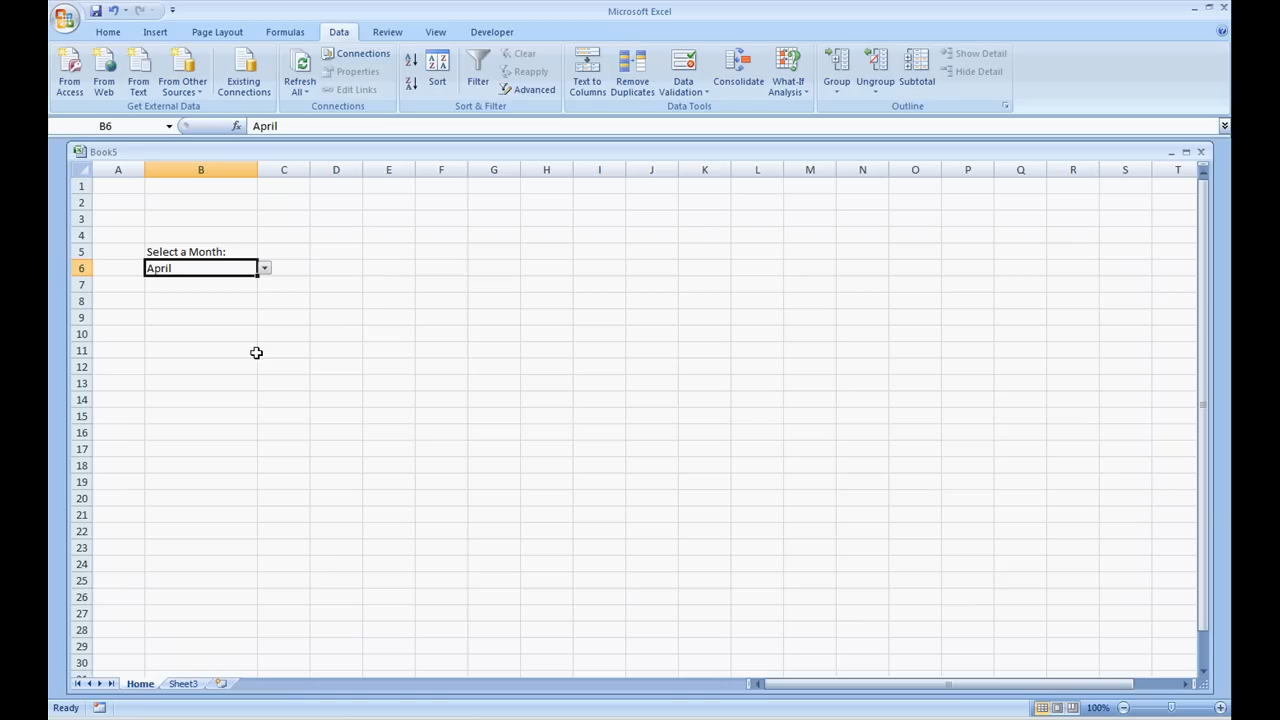 Microsoft Excel
Home Insert Page Layout Formulas Data Review View Developer
From Access
From Web
From Text
From Other Sources
Existing Connections
Get External Data
Refresh All
Connections
Properties
Edit Links
Connections
Sort
Filter
Clear
Reapply
Advanced
Sort & Filter
Text to Columns
Remove Duplicates
Data Validation
Consolidate
What-If Analysis
Data Tools
Group
Ungroup
Subtotal
Show Detail
Hide Detail
Outline
B6 fx April
Book5
A B C D E F G H I J K L M N O P Q R S T
1
2
3
4
5 Select a Month:
6 April
7
8
9
10
11
12
13
14
15
16
17
18
19
20
21
22
23
24
25
26
27
28
29
30
Home Sheet3
Ready 100%